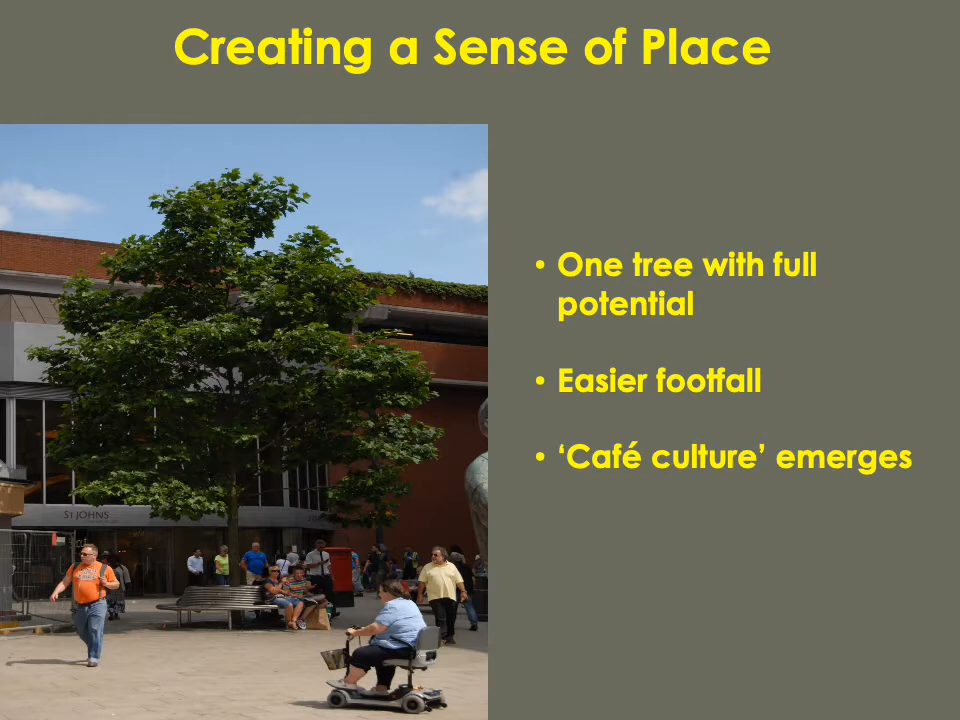 Creating a Sense of Place
• One tree with full
potential
• Easier footfall
• ‘Café culture’ emerges
ST JOHNS